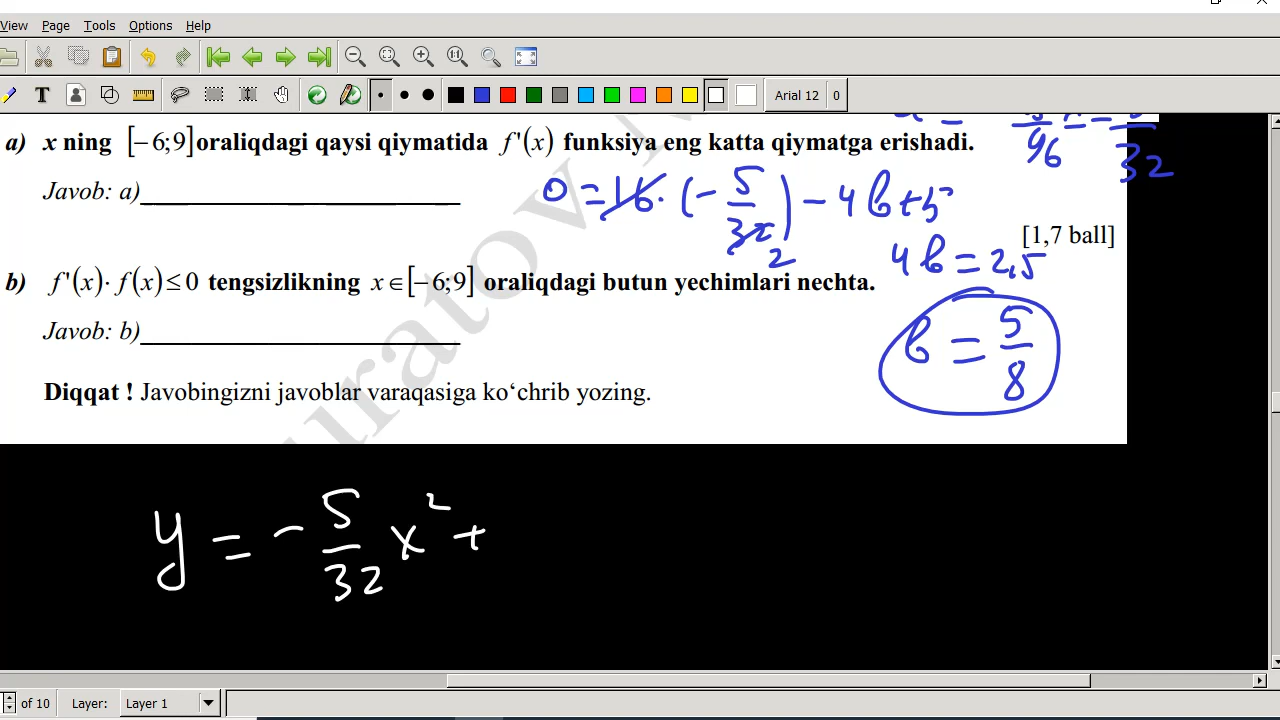 View Page Tools Options Help
Arial 12 0
a) x ning [−6;9] oraliqdagi qaysi qiymatida f'(x) funksiya eng katta qiymatga erishadi.
96 32
Javob: a)
0 = 16·(−5/32) − 4b + 5
2
[1,7 ball]
4b = 2,5
b) f'(x)· f(x) ≤ 0 tengsizlikning x ∈ [−6;9] oraliqdagi butun yechimlari nechta.
Javob: b)
b = 5/8
Diqqat ! Javobingizni javoblar varaqasiga ko‘chrib yozing.
uratov
y = −5/32 x² +
of 10 Layer: Layer 1